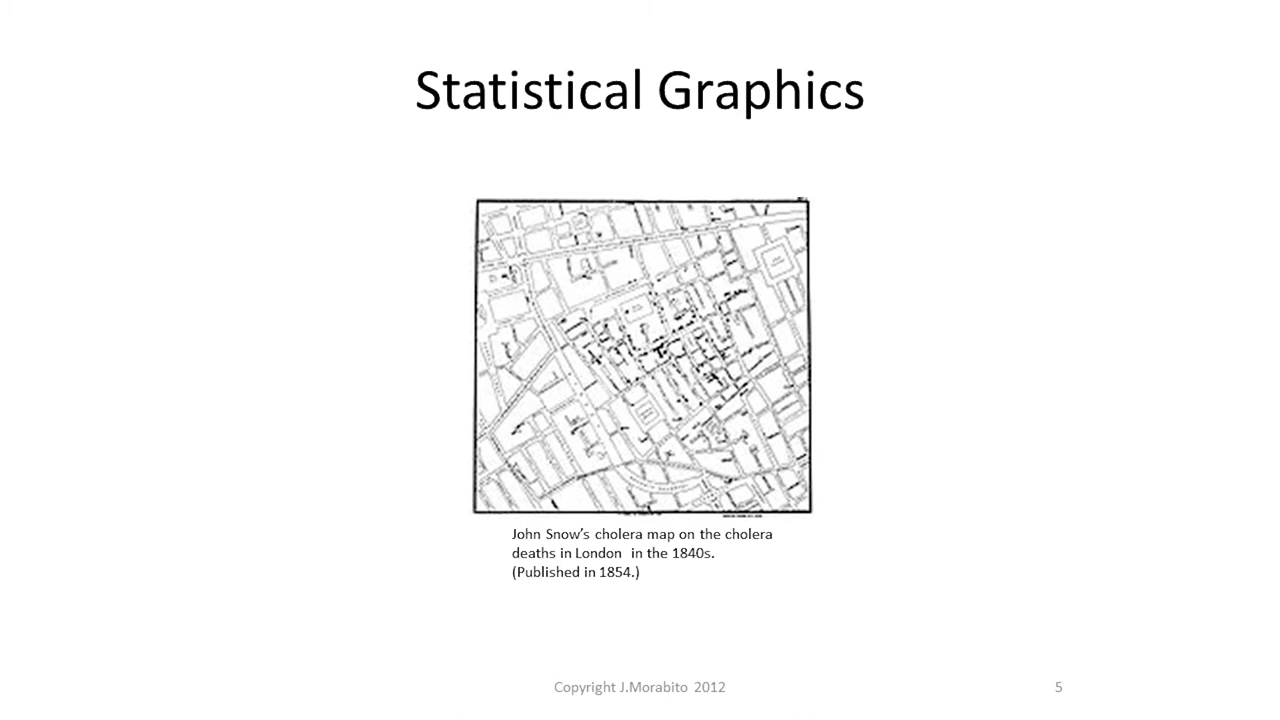 Statistical Graphics
John Snow’s cholera map on the cholera
deaths in London in the 1840s.
(Published in 1854.)
Copyright J.Morabito 2012
5